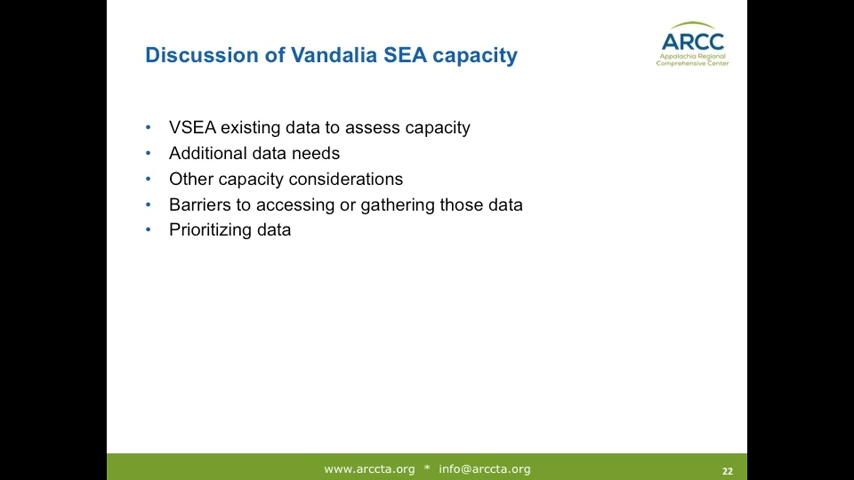 Discussion of Vandalia SEA capacity
ARCC
Appalachia Regional
Comprehensive Center
• VSEA existing data to assess capacity
• Additional data needs
• Other capacity considerations
• Barriers to accessing or gathering those data
• Prioritizing data
www.arccta.org * info@arccta.org
22